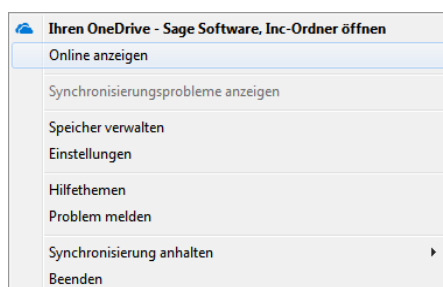 Ihren OneDrive - Sage Software, Inc-Ordner öffnen
Online anzeigen
Synchronisierungsprobleme anzeigen
Speicher verwalten
Einstellungen
Hilfethemen
Problem melden
Synchronisierung anhalten
Beenden